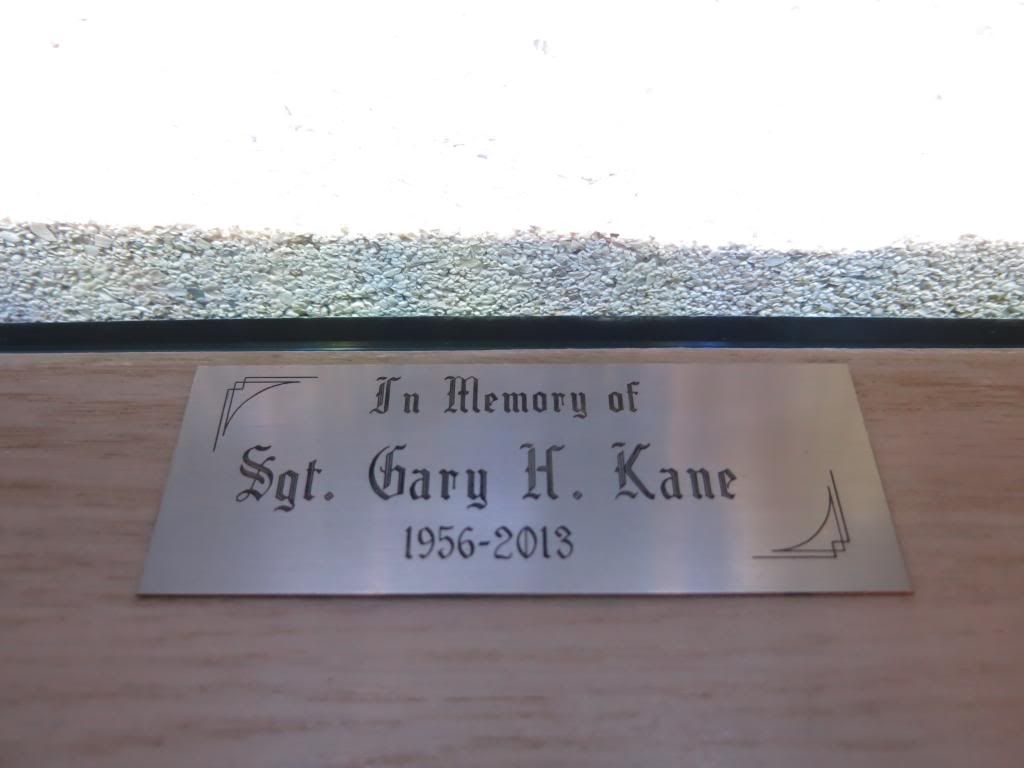 In Memory of
Sgt. Gary H. Kane
1956-2013